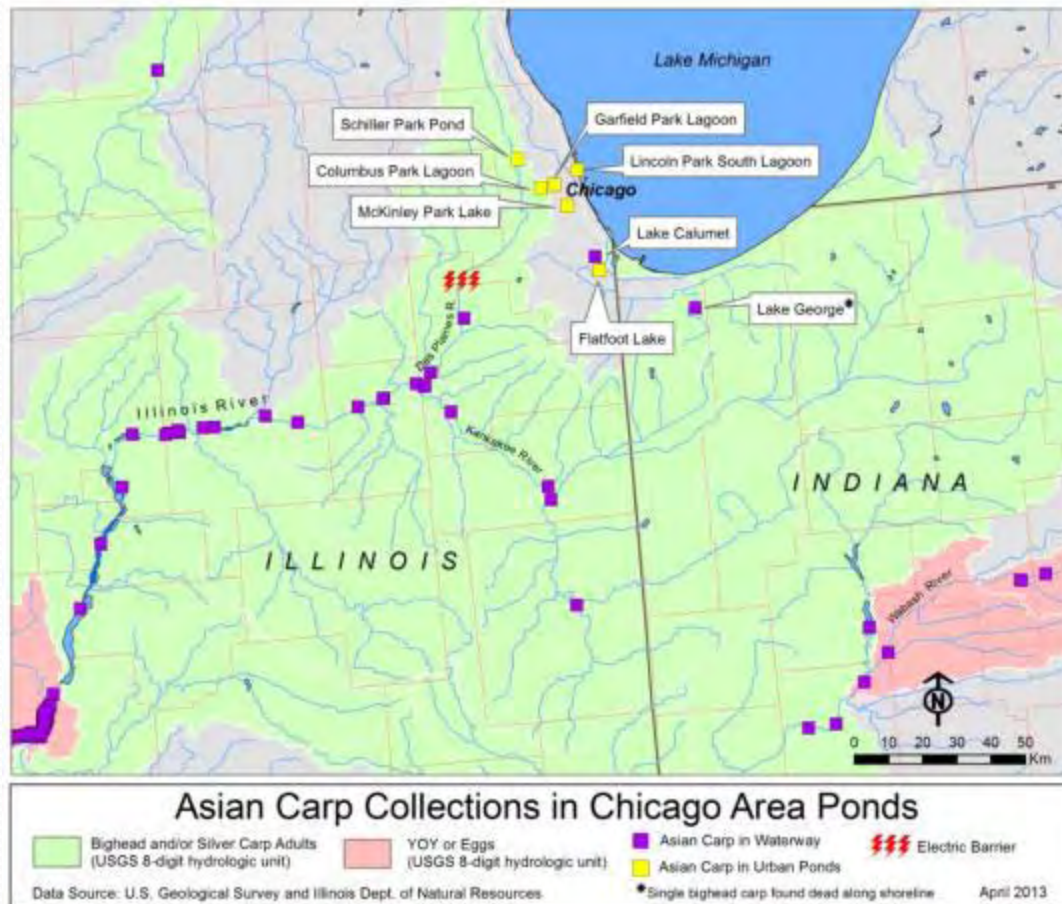 Lake Michigan
Schiller Park Pond
Garfield Park Lagoon
Columbus Park Lagoon
Lincoln Park South Lagoon
Chicago
McKinley Park Lake
Lake Calumet
Lake George*
Flatfoot Lake
Des Plaines R.
Illinois River
Kankakee River
INDIANA
ILLINOIS
Wabash River
N
0 10 20 30 40 50
Km
Asian Carp Collections in Chicago Area Ponds
Bighead and/or Silver Carp Adults
(USGS 8-digit hydrologic unit)
YOY or Eggs
(USGS 8-digit hydrologic unit)
Asian Carp in Waterway
Asian Carp in Urban Ponds
Electric Barrier
Data Source: U.S. Geological Survey and Illinois Dept. of Natural Resources
*Single bighead carp found dead along shoreline
April 2013